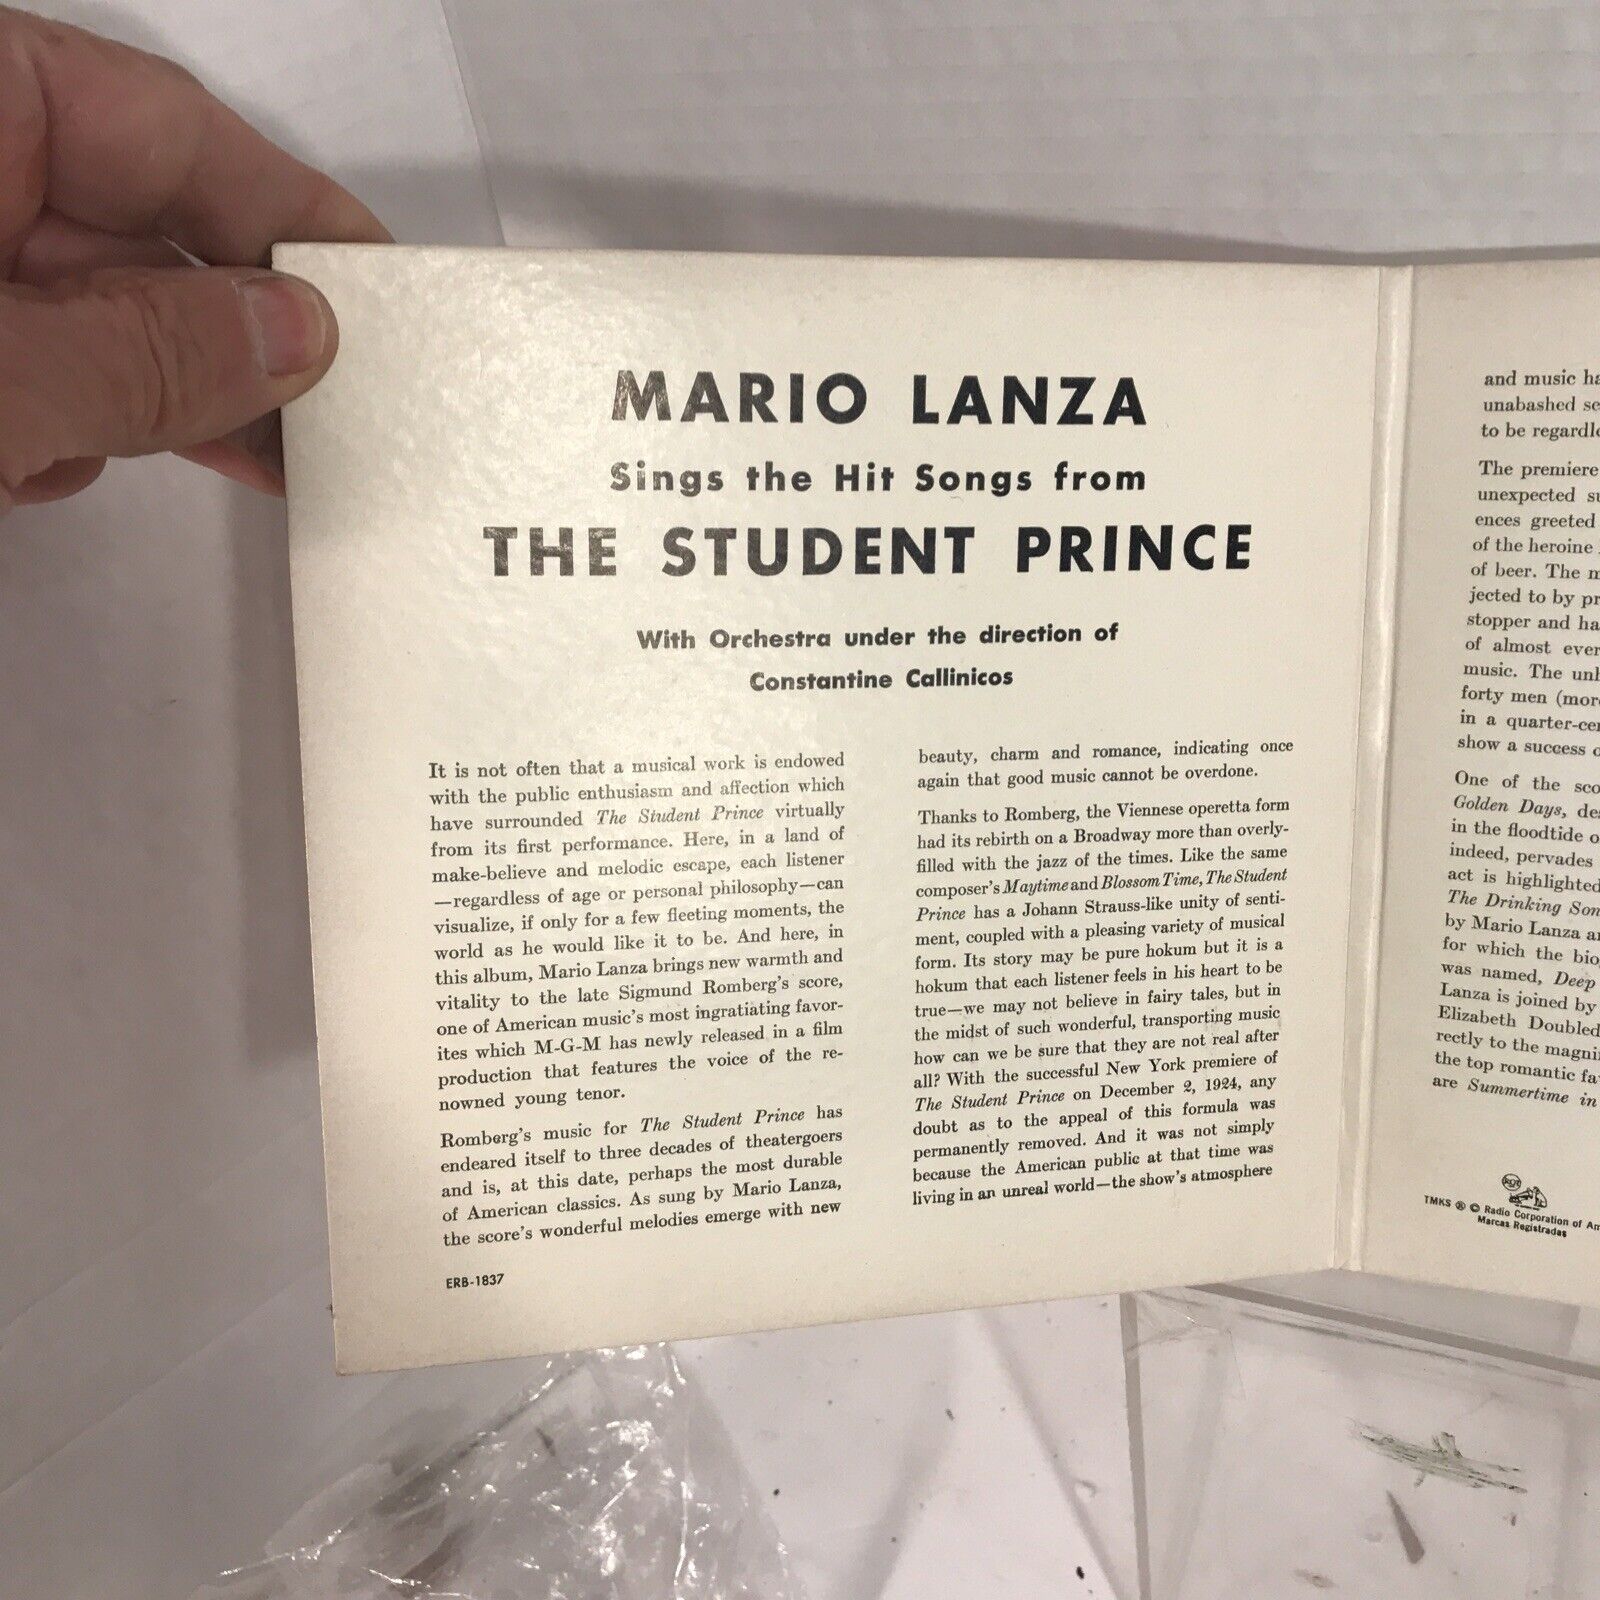 MARIO LANZA
Sings the Hit Songs from
THE STUDENT PRINCE
With Orchestra under the direction of
Constantine Callinicos
It is not often that a musical work is endowed
with the public enthusiasm and affection which
have surrounded The Student Prince virtually
from its first performance. Here, in a land of
make-believe and melodic escape, each listener
—regardless of age or personal philosophy—can
visualize, if only for a few fleeting moments, the
world as he would like it to be. And here, in
this album, Mario Lanza brings new warmth and
vitality to the late Sigmund Romberg's score,
one of American music's most ingratiating favor-
ites which M-G-M has newly released in a film
production that features the voice of the re-
nowned young tenor.
Romberg's music for The Student Prince has
endeared itself to three decades of theatergoers
and is, at this date, perhaps the most durable
of American classics. As sung by Mario Lanza,
the score's wonderful melodies emerge with new
ERB-1837
beauty, charm and romance, indicating once
again that good music cannot be overdone.
Thanks to Romberg, the Viennese operetta form
had its rebirth on a Broadway more than overly-
filled with the jazz of the times. Like the same
composer's Maytime and Blossom Time, The Student
Prince has a Johann Strauss-like unity of senti-
ment, coupled with a pleasing variety of musical
form. Its story may be pure hokum but it is a
hokum that each listener feels in his heart to be
true—we may not believe in fairy tales, but in
the midst of such wonderful, transporting music
how can we be sure that they are not real after
all? With the successful New York premiere of
The Student Prince on December 2, 1924, any
doubt as to the appeal of this formula was
permanently removed. And it was not simply
because the American public at that time was
living in an unreal world—the show's atmosphere
and music
unabashed
to be
The premiere
unexpected
ences greeted
of the heroine
of beer. The
jected to by
stopper and
of almost
music. The
forty men
in a
show a success
One of the
Golden Days,
in the floodtide
indeed, pervades
act is highlighted
The Drinking
by Mario Lanza
for which the
was named, Deep
Lanza is joined by
Elizabeth
rectly to the
the top romantic
are Summertime in
RCA
TMKS ® © Radio Corporation of
Marcas Registradas